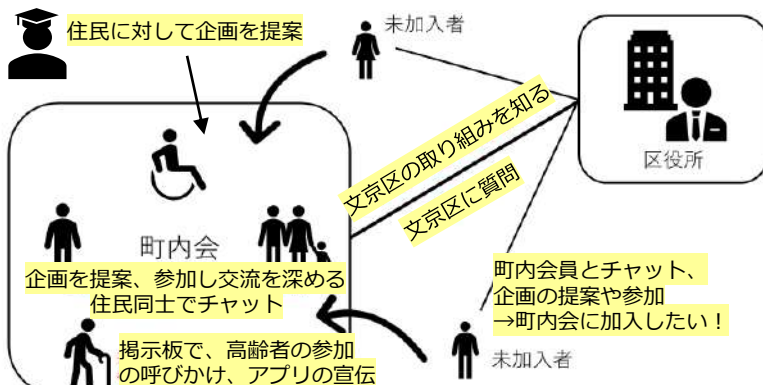 住民に対して企画を提案
未加入者
区役所
文京区の取り組みを知る
文京区に質問
町内会
企画を提案、参加し交流を深める
住民同士でチャット
掲示板で、高齢者の参加
の呼びかけ、アプリの宣伝
町内会員とチャット、
企画の提案や参加
→町内会に加入したい！
未加入者